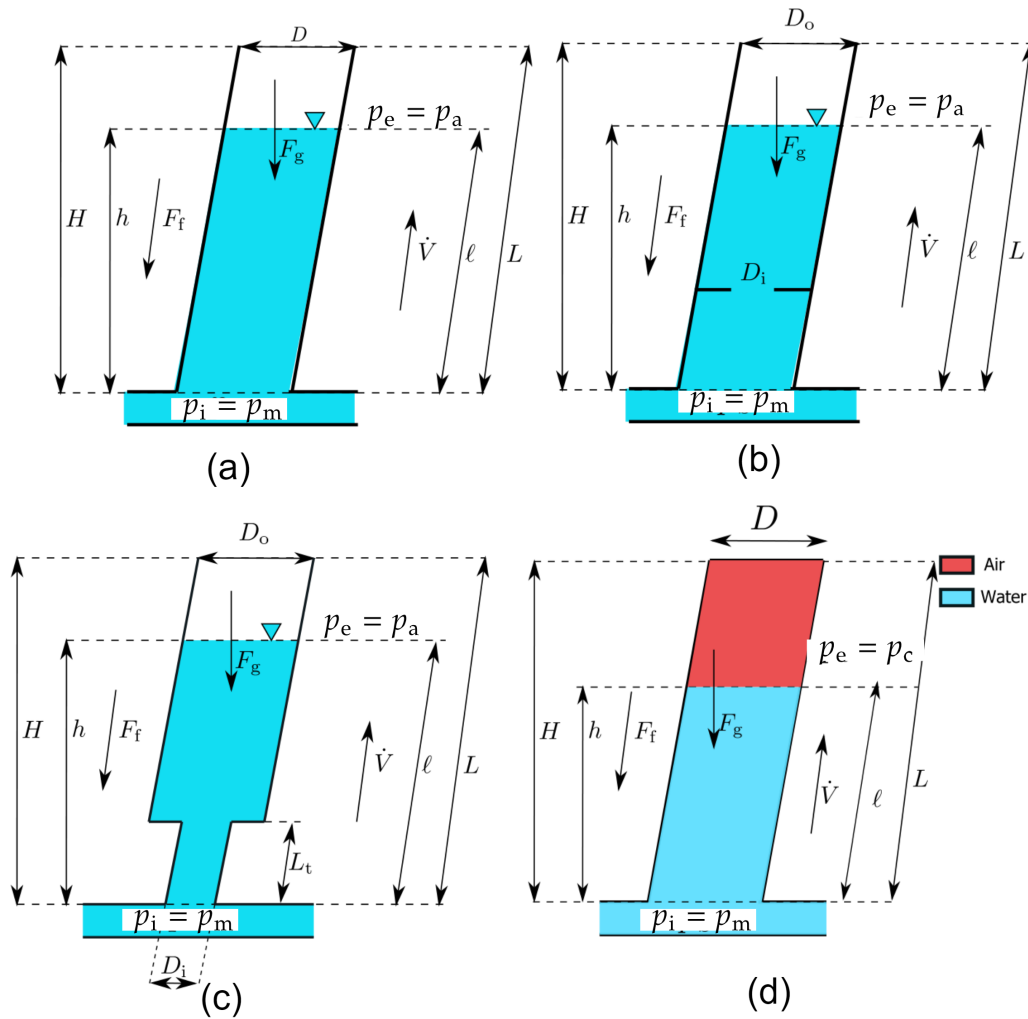 D
p_e = p_a
F_g
H
h
F_f
V̇
ℓ
L
p_i = p_m
(a)
D_o
p_e = p_a
F_g
H
h
F_f
D_i
V̇
ℓ
L
p_i = p_m
(b)
D_o
p_e = p_a
F_g
H
h
F_f
V̇
ℓ
L
L_t
p_i = p_m
D_i
(c)
D
Air
Water
p_e = p_c
H
h
F_f
F_g
V̇
ℓ
L
p_i = p_m
(d)